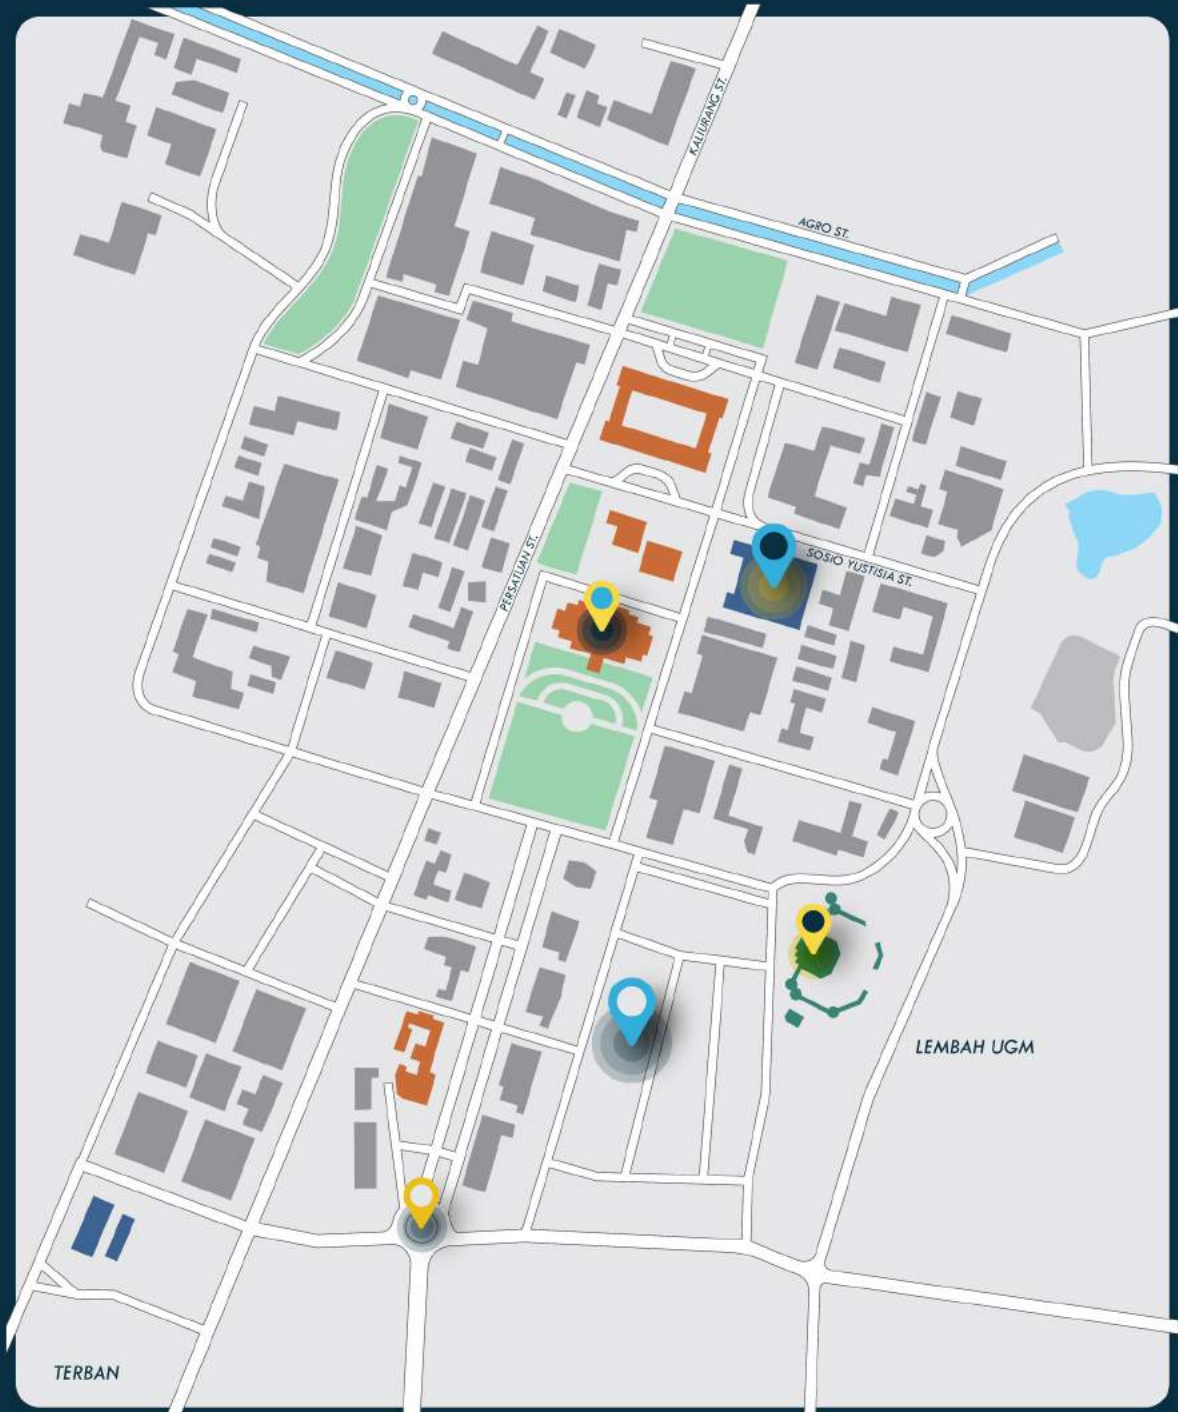 KALIURANG ST.
AGRO ST.
PERSATUAN ST.
SOSIO YUSTISIA ST.
LEMBAH UGM
TERBAN